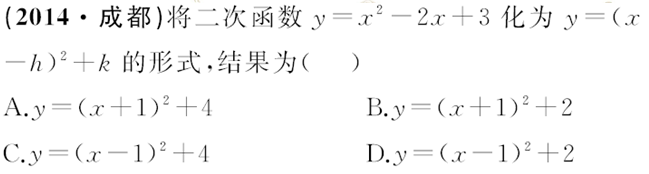 (2014·成都)将二次函数 y=x²-2x+3 化为 y=(x
-h)²+k 的形式,结果为(  )
A.y=(x+1)²+4 B.y=(x+1)²+2
C.y=(x-1)²+4 D.y=(x-1)²+2